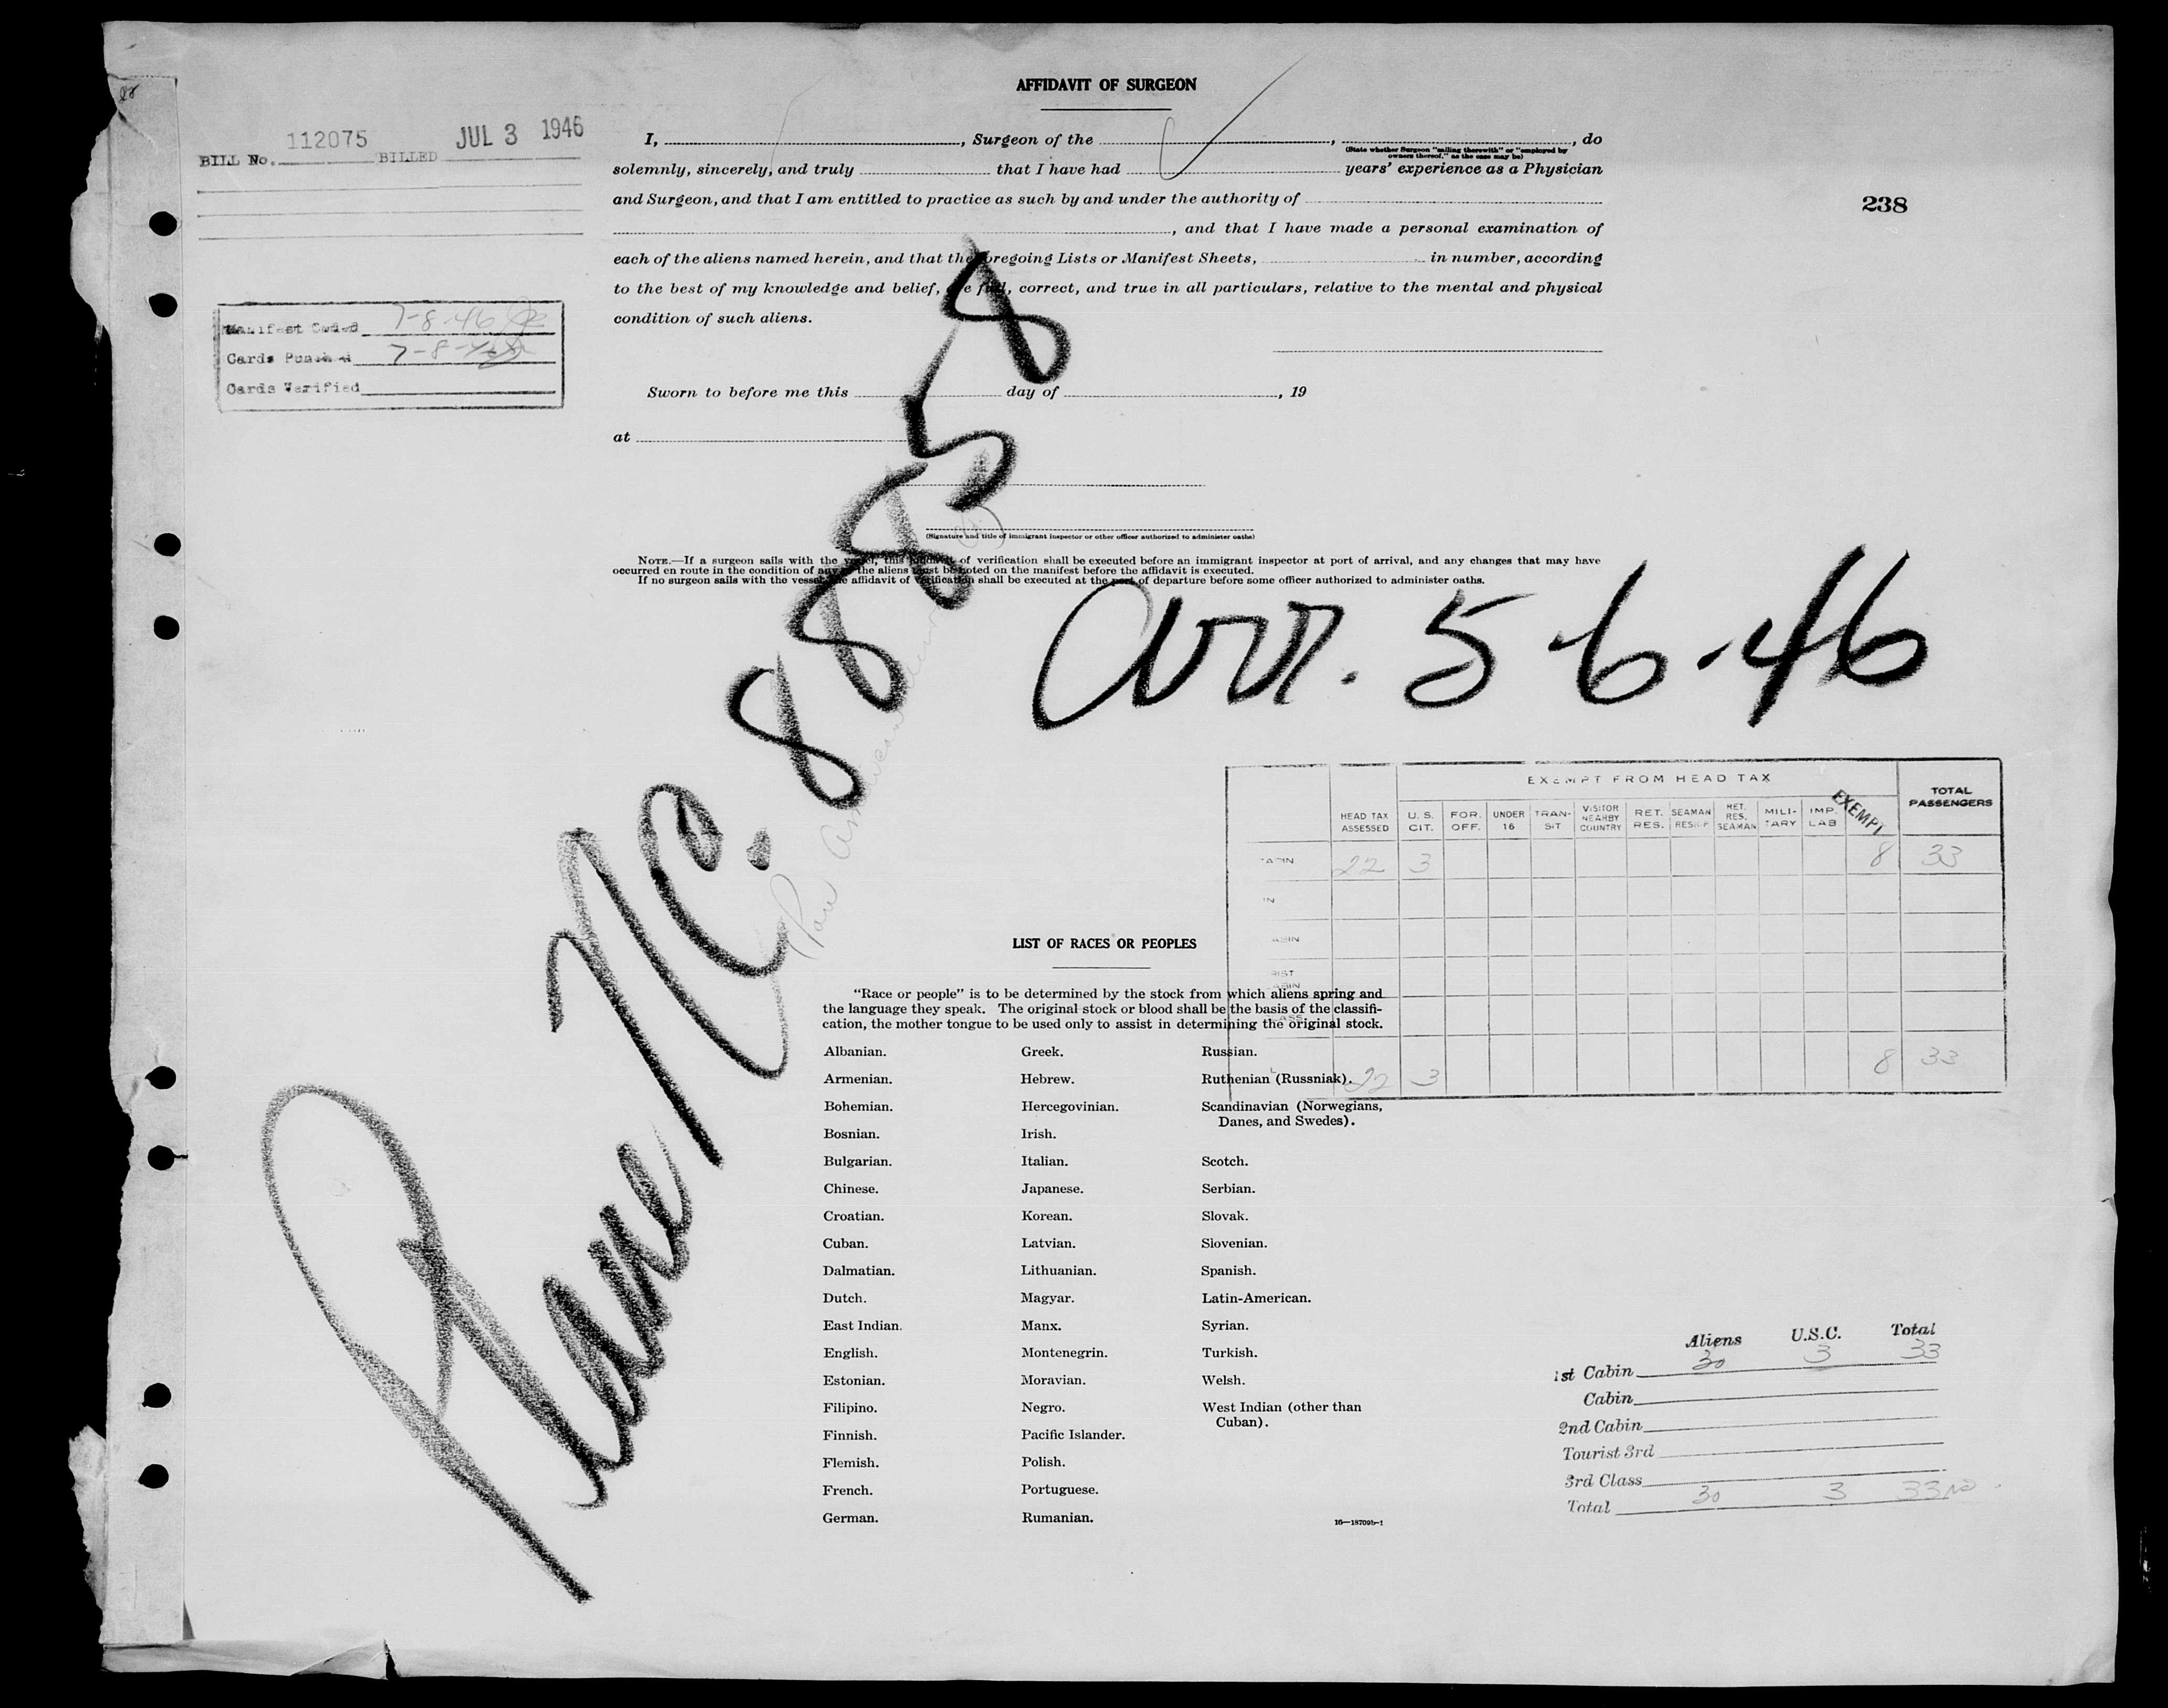 AFFIDAVIT OF SURGEON
BILL No. 112075 BILLED JUL 3 1946
I, , Surgeon of the , , do
(State whether Surgeon "sailing therewith" or "employed by
owners thereof," as the case may be)
solemnly, sincerely, and truly that I have had years' experience as a Physician
and Surgeon, and that I am entitled to practice as such by and under the authority of
, and that I have made a personal examination of
each of the aliens named herein, and that the foregoing Lists or Manifest Sheets, in number, according
to the best of my knowledge and belief, are full, correct, and true in all particulars, relative to the mental and physical
condition of such aliens.
238
Manifest Coded 7-8-46
Cards Punched 7-8-46
Cards Verified
Sworn to before me this day of , 19
at
(Signature and title of immigrant inspector or other officer authorized to administer oaths)
NOTE.—If a surgeon sails with the vessel, this affidavit of verification shall be executed before an immigrant inspector at port of arrival, and any changes that may have
occurred en route in the condition of any of the aliens must be noted on the manifest before the affidavit is executed.
If no surgeon sails with the vessel, the affidavit of verification shall be executed at the port of departure before some officer authorized to administer oaths.
Plane NC. 88858
Pan American
Arr. 5-6-46
EXEMPT FROM HEAD TAX
HEAD TAX ASSESSED U.S. CIT. FOR. OFF. UNDER 16 TRAN-SIT VISITOR NEARBY COUNTRY RET. RES. SEAMAN RET. RES. SEAMAN MILI-TARY IMP. LAB EXEMPT TOTAL PASSENGERS
CABIN 22 3 8 33
22 3 8 33
LIST OF RACES OR PEOPLES
"Race or people" is to be determined by the stock from which aliens spring and
the language they speak. The original stock or blood shall be the basis of the classifi-
cation, the mother tongue to be used only to assist in determining the original stock.
Albanian.
Armenian.
Bohemian.
Bosnian.
Bulgarian.
Chinese.
Croatian.
Cuban.
Dalmatian.
Dutch.
East Indian.
English.
Estonian.
Filipino.
Finnish.
Flemish.
French.
German.
Greek.
Hebrew.
Hercegovinian.
Irish.
Italian.
Japanese.
Korean.
Latvian.
Lithuanian.
Magyar.
Manx.
Montenegrin.
Moravian.
Negro.
Pacific Islander.
Polish.
Portuguese.
Rumanian.
Russian.
Ruthenian (Russniak).
Scandinavian (Norwegians,
Danes, and Swedes).
Scotch.
Serbian.
Slovak.
Slovenian.
Spanish.
Latin-American.
Syrian.
Turkish.
Welsh.
West Indian (other than
Cuban).
16—18709b-1
Aliens U.S.C. Total
1st Cabin 30 3 33
Cabin
2nd Cabin
Tourist 3rd
3rd Class
Total 30 3 33